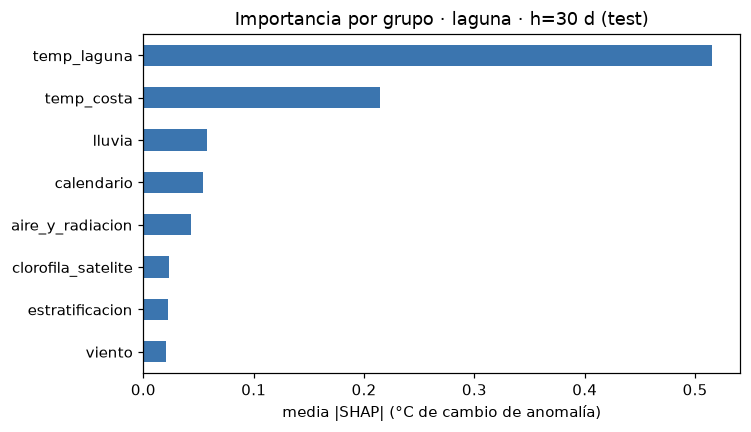 Importancia por grupo · laguna · h=30 d (test)
temp_laguna
temp_costa
lluvia
calendario
aire_y_radiacion
clorofila_satelite
estratificacion
viento
0.0 0.1 0.2 0.3 0.4 0.5
media |SHAP| (°C de cambio de anomalía)